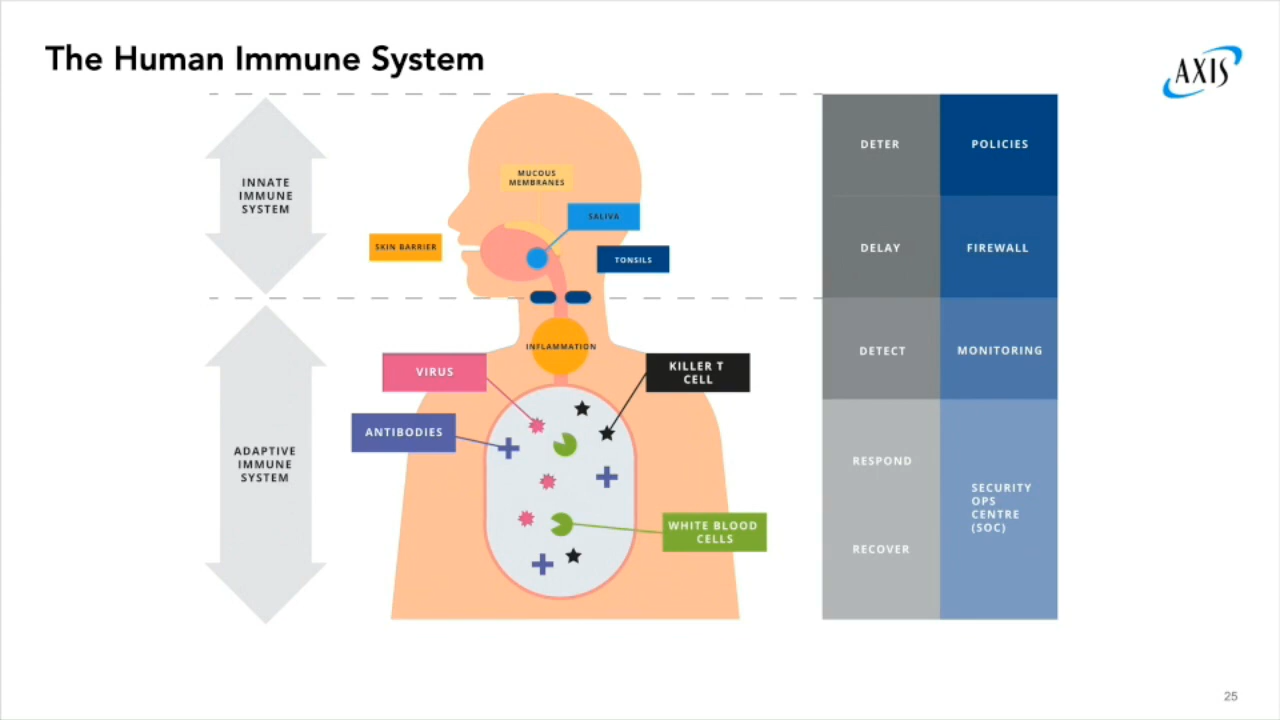 The Human Immune System
AXIS
INNATE
IMMUNE
SYSTEM
MUCOUS
MEMBRANES
SALIVA
SKIN BARRIER
TONSILS
INFLAMMATION
VIRUS
KILLER T
CELL
ANTIBODIES
ADAPTIVE
IMMUNE
SYSTEM
WHITE BLOOD
CELLS
DETER
POLICIES
DELAY
FIREWALL
DETECT
MONITORING
RESPOND
RECOVER
SECURITY
OPS
CENTRE
(SOC)
25